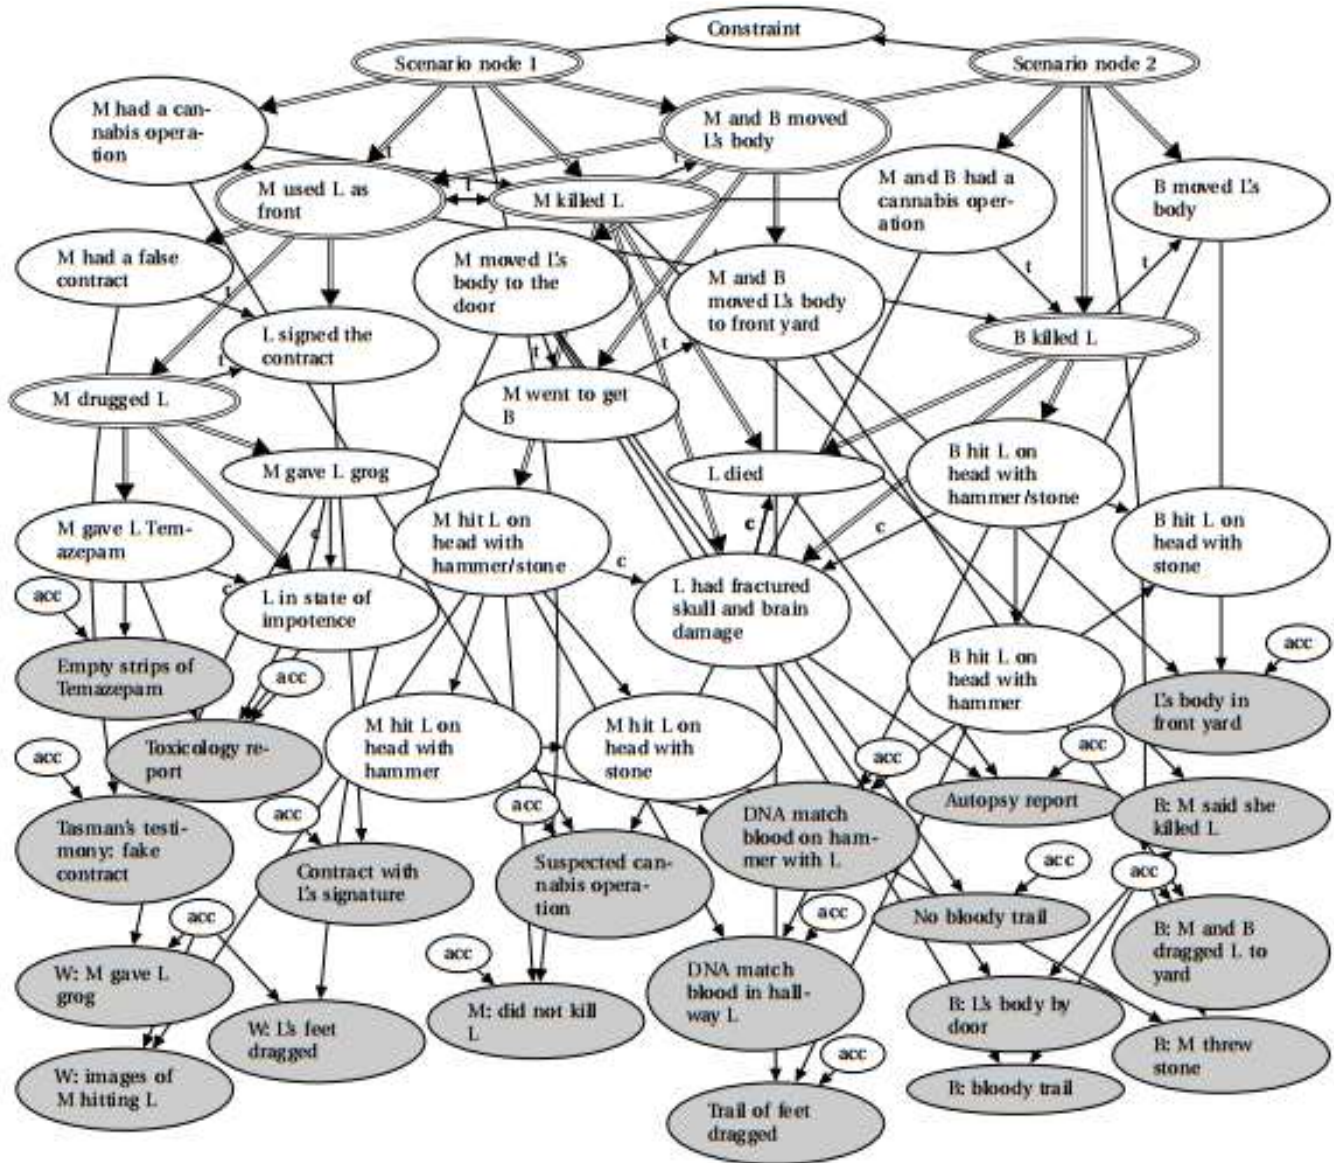 Constraint
Scenario node 1
Scenario node 2
M had a can-
nabis opera-
tion
M and B moved
L's body
t
t
t
M used L as
front
M killed L
M and B had a
cannabis oper-
ation
B moved L's
body
M had a false
contract
M moved L's
body to the
door
M and B
moved L's body
to front yard
t
t
t
t
L signed the
contract
B killed L
t
t
t
M drugged L
M went to get
B
M gave L grog
L died
B hit L on
head with
hammer/stone
M gave L Tem-
azepam
M hit L on
head with
hammer/stone
B hit L on
head with
stone
c
c
c
c
c
acc
L in state of
impotence
L had fractured
skull and brain
damage
Empty strips of
Temazepam
acc
B hit L on
head with
hammer
acc
L's body in
front yard
Toxicology re-
port
M hit L on
head with
hammer
M hit L on
head with
stone
acc
acc
acc
Autopsy report
acc
acc
Tasman's testi-
mony: fake
contract
Contract with
L's signature
Suspected can-
nabis opera-
tion
DNA match
blood on ham-
mer with L
B: M said she
killed L
acc
acc
acc
acc
No bloody trail
B: M and B
dragged L to
yard
acc
W: M gave L
grog
W: L's feet
dragged
M: did not kill
L
DNA match
blood in hall-
way L
B: L's body by
door
B: M threw
stone
acc
W: images of
M hitting L
B: bloody trail
Trail of feet
dragged